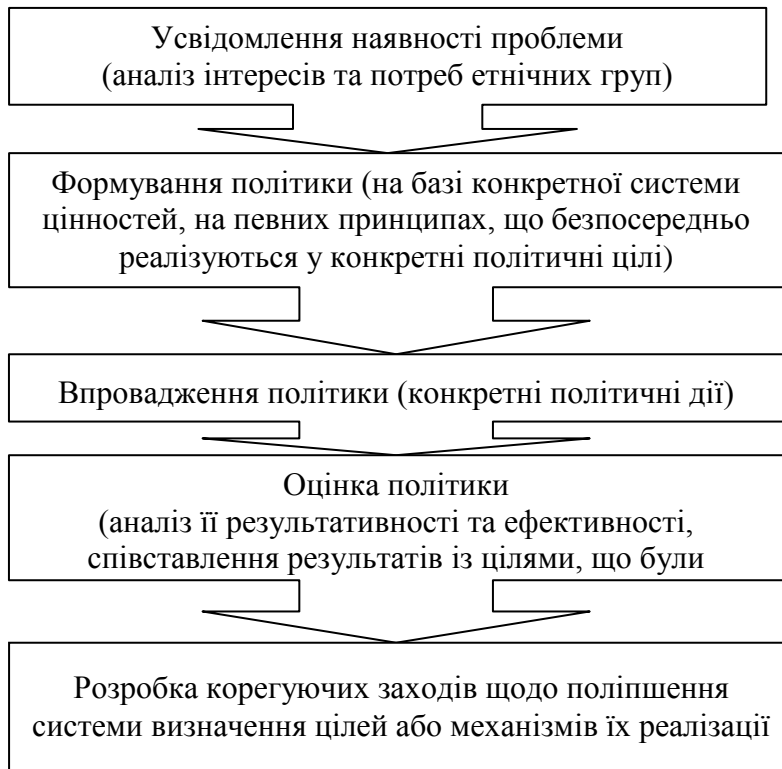 Усвідомлення наявності проблеми
(аналіз інтересів та потреб етнічних груп)
Формування політики (на базі конкретної системи
цінностей, на певних принципах, що безпосередньо
реалізуються у конкретні політичні цілі)
Впровадження політики (конкретні політичні дії)
Оцінка політики
(аналіз її результативності та ефективності,
співставлення результатів із цілями, що були
Розробка корегуючих заходів щодо поліпшення
системи визначення цілей або механізмів їх реалізації